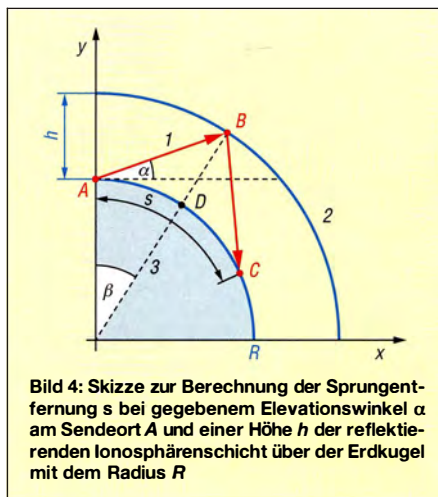 y
h
B
1
α
A
2
D
s
C
3
β
R
x
Bild 4: Skizze zur Berechnung der Sprungent-
fernung s bei gegebenem Elevationswinkel α
am Sendeort A und einer Höhe h der reflektie-
renden Ionosphärenschicht über der Erdkugel
mit dem Radius R